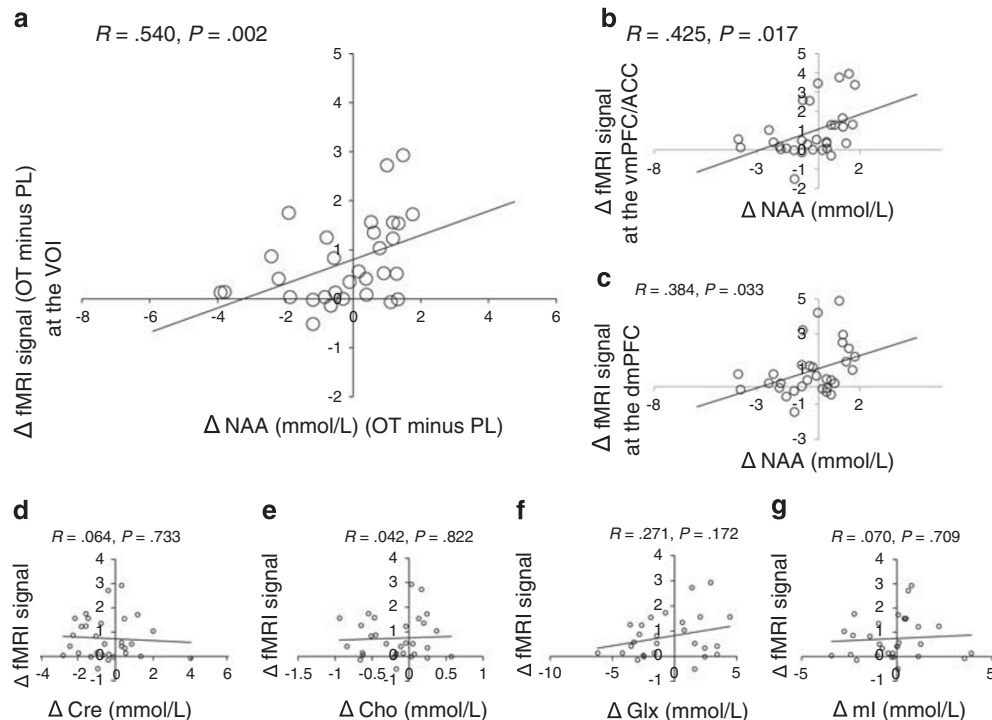 a
R = .540, P = .002
5
4
3
2
1
0
-1
-2
-8 -6 -4 -2 0 2 4 6
Δ fMRI signal (OT minus PL)
at the VOI
Δ NAA (mmol/L) (OT minus PL)
b
R = .425, P = .017
5
4
3
2
1
0
-1
-2
-8 -3 2
Δ fMRI signal
at the vmPFC/ACC
Δ NAA (mmol/L)
c
R = .384, P = .033
5
3
1
-1
-3
-8 -3 2
Δ fMRI signal
at the dmPFC
Δ NAA (mmol/L)
d
R = .064, P = .733
4
3
2
1
0
-1
-4 -2 0 2 4 6
Δ fMRI signal
Δ Cre (mmol/L)
e
R = .042, P = .822
4
3
2
1
0
-1
-1.5 -1 -0.5 0 0.5 1
Δ fMRI signal
Δ Cho (mmol/L)
f
R = .271, P = .172
4
3
2
1
0
-1
-10 -5 0 5
Δ fMRI signal
Δ Glx (mmol/L)
g
R = .070, P = .709
4
3
2
1
0
-1
-5 0 5
Δ fMRI signal
Δ mI (mmol/L)